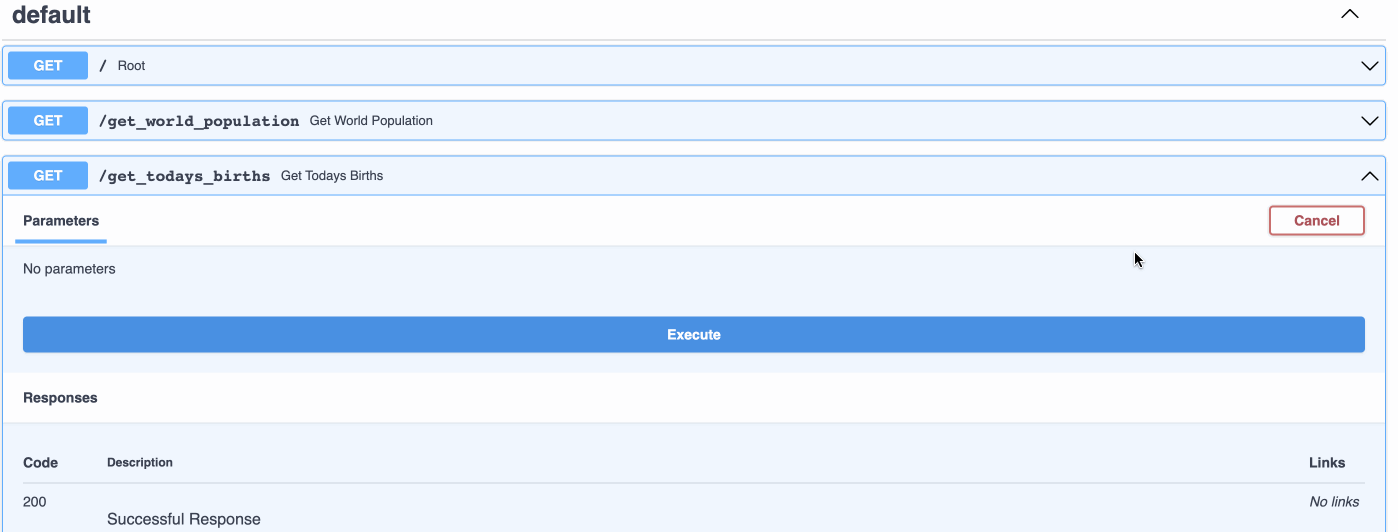 default
GET / Root
GET /get_world_population Get World Population
GET /get_todays_births Get Todays Births
Parameters Cancel
No parameters
Execute
Responses
Code Description Links
200 No links
Successful Response